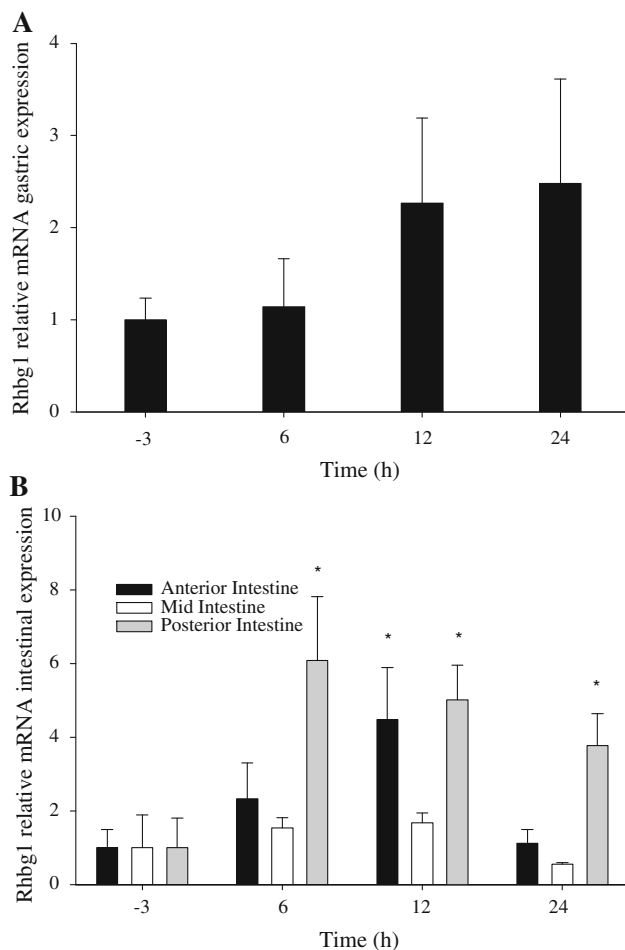 A
Rhbg1 relative mRNA gastric expression
4
3
2
1
0
-3 6 12 24
Time (h)
B
Rhbg1 relative mRNA intestinal expression
10
8
6
4
2
0
Anterior Intestine
Mid Intestine
Posterior Intestine
*
* *
*
-3 6 12 24
Time (h)